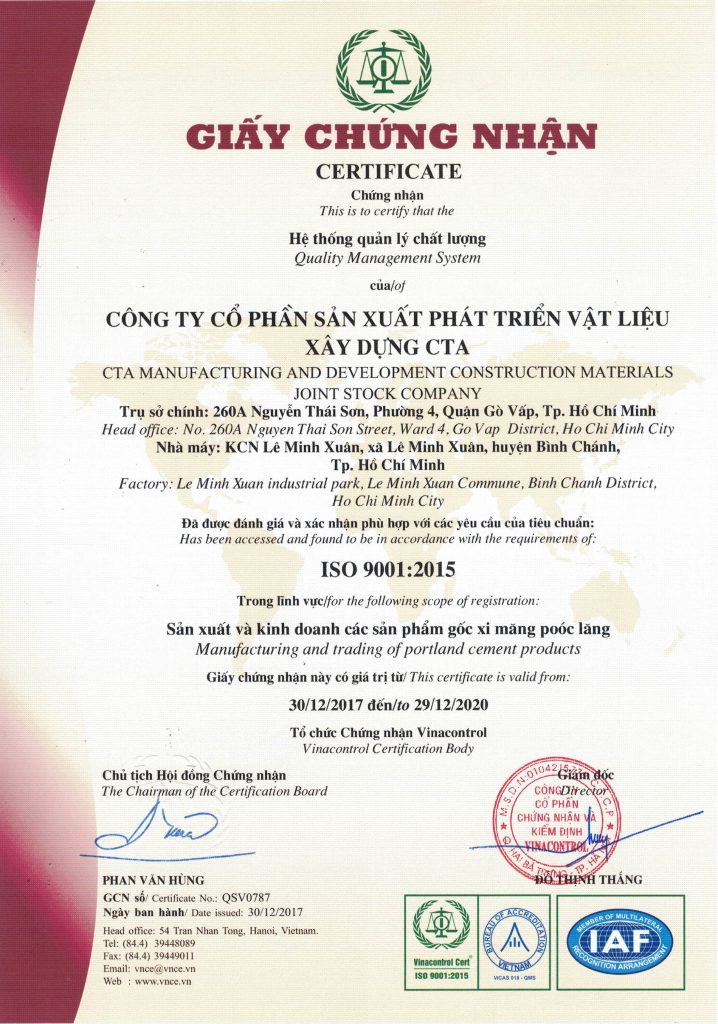 GIẤY CHỨNG NHẬN
CERTIFICATE
Chứng nhận
This is to certify that the
Hệ thống quản lý chất lượng
Quality Management System
của/of
CÔNG TY CỔ PHẦN SẢN XUẤT PHÁT TRIỂN VẬT LIỆU
XÂY DỰNG CTA
CTA MANUFACTURING AND DEVELOPMENT CONSTRUCTION MATERIALS
JOINT STOCK COMPANY
Trụ sở chính: 260A Nguyễn Thái Sơn, Phường 4, Quận Gò Vấp, Tp. Hồ Chí Minh
Head office: No. 260A Nguyen Thai Son Street, Ward 4, Go Vap District, Ho Chi Minh City
Nhà máy: KCN Lê Minh Xuân, xã Lê Minh Xuân, huyện Bình Chánh,
Tp. Hồ Chí Minh
Factory: Le Minh Xuan industrial park, Le Minh Xuan Commune, Binh Chanh District,
Ho Chi Minh City
Đã được đánh giá và xác nhận phù hợp với các yêu cầu của tiêu chuẩn:
Has been accessed and found to be in accordance with the requirements of:
ISO 9001:2015
Trong lĩnh vực/for the following scope of registration:
Sản xuất và kinh doanh các sản phẩm gốc xi măng poóc lăng
Manufacturing and trading of portland cement products
Giấy chứng nhận này có giá trị từ/ This certificate is valid from:
30/12/2017 đến/to 29/12/2020
Tổ chức Chứng nhận Vinacontrol
Vinacontrol Certification Body
Chủ tịch Hội đồng Chứng nhận
The Chairman of the Certification Board
Giám đốc
Director
CÔNG TY
CỔ PHẦN
CHỨNG NHẬN VÀ
KIỂM ĐỊNH
VINACONTROL
PHAN VĂN HÙNG
ĐỖ THỊNH THẮNG
GCN số/ Certificate No.: QSV0787
Ngày ban hành/ Date issued: 30/12/2017
Head office: 54 Tran Nhan Tong, Hanoi, Vietnam.
Tel: (84.4) 39448089
Fax: (84.4) 39449011
Email: vnce@vnce.vn
Web : www.vnce.vn
Vinacontrol Cert
ISO 9001:2015
BUREAU OF ACCREDITATION
VIETNAM
VICAS 018 - QMS
MEMBER OF MULTILATERAL
IAF
RECOGNITION ARRANGEMENT